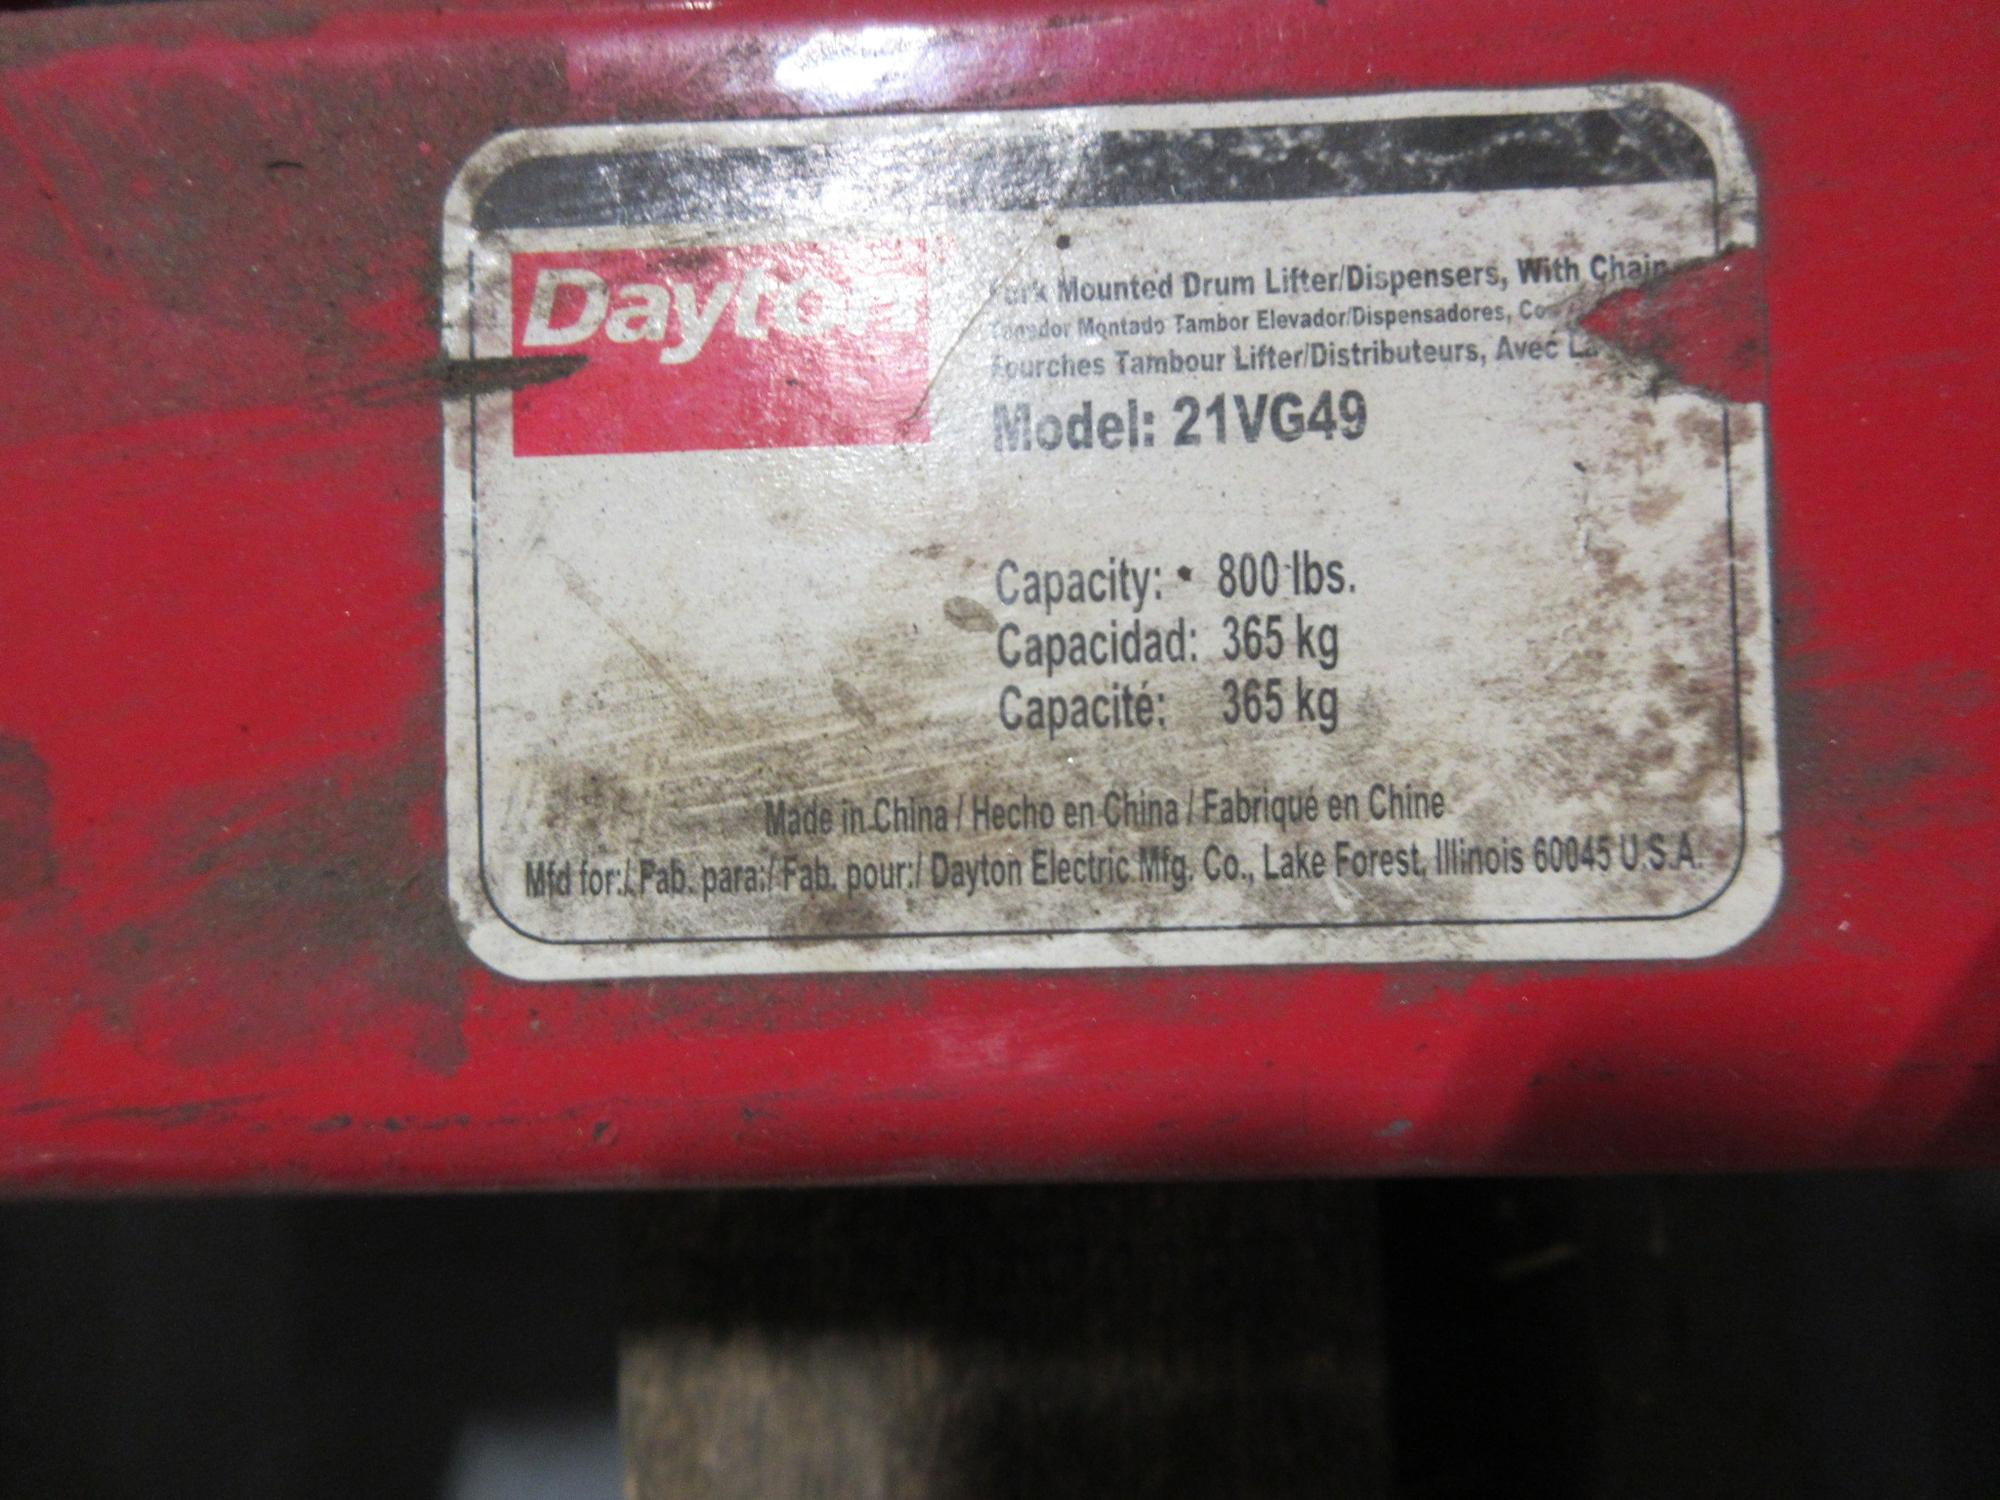 Dayton
Fork Mounted Drum Lifter/Dispensers, With Chain
Montado Tambor Elevador/Dispensadores,
Fourches Tambour Lifter/Distributeurs, Avec
Model: 21VG49
Capacity: 800 lbs.
Capacidad: 365 kg
Capacité: 365 kg
Made in China / Hecho en China / Fabriqué en Chine
Mfd for:/ Fab. para:/ Fab. pour:/ Dayton Electric Mfg. Co., Lake Forest, Illinois 60045 U.S.A.